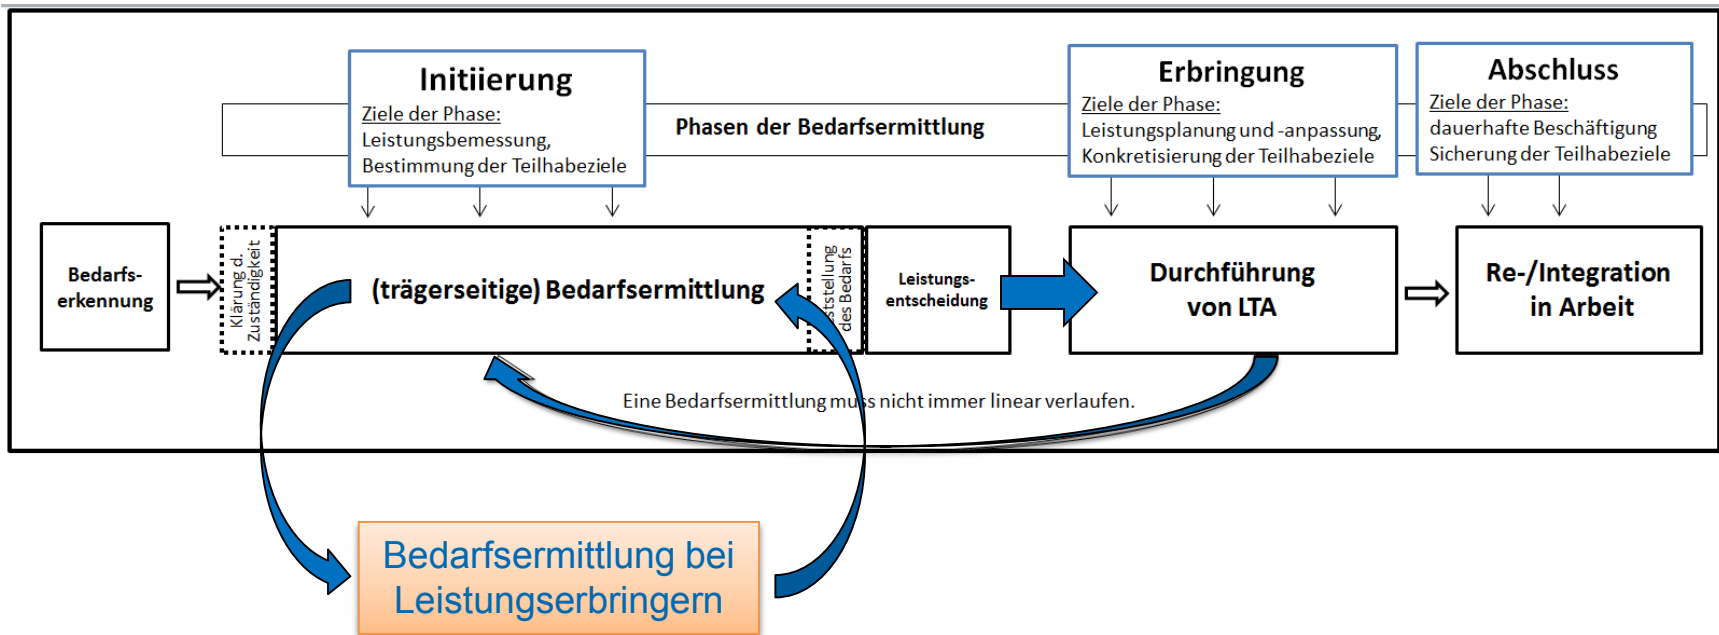 Initiierung
Ziele der Phase:
Leistungsbemessung,
Bestimmung der Teilhabeziele
Phasen der Bedarfsermittlung
Erbringung
Ziele der Phase:
Leistungsplanung und -anpassung,
Konkretisierung der Teilhabeziele
Abschluss
Ziele der Phase:
dauerhafte Beschäftigung
Sicherung der Teilhabeziele
Bedarfs-
erkennung
Klärung d.
Zuständigkeit
(trägerseitige) Bedarfsermittlung
des Bedarfs
Leistungs-
entscheidung
Durchführung
von LTA
Re-/Integration
in Arbeit
Eine Bedarfsermittlung muss nicht immer linear verlaufen.
Bedarfsermittlung bei
Leistungserbringern